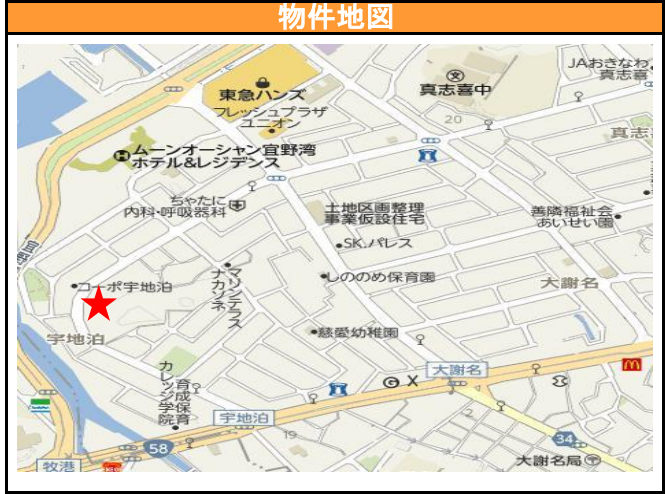 物件地図
JAおきなわ
真志喜
東急ハンズ
真志喜中
フレッシュプラザ
ユニオン
20
真志
ムーンオーシャン宜野湾
ホテル&レジデンス
ちゃたに
内科・呼吸器科
土地区画整理
事業仮設住宅
善隣福祉会
あいせい園
SK.パレス
宜野
しののめ保育園
大謝名
コーポ宇地泊
マリンテラス
ナカソネ
宇地泊
慈愛幼稚園
大謝名
カレッジ学院
育成保育
宇地泊
19
58
34
牧港
大謝名局